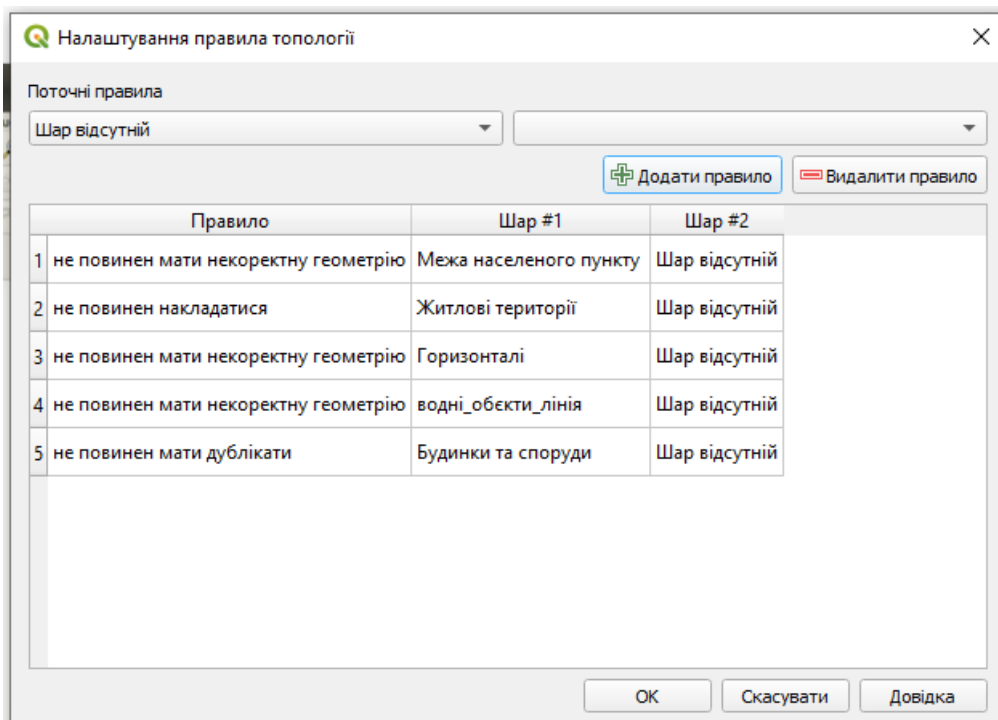 Налаштування правила топології
Поточні правила
Шар відсутній
Додати правило Видалити правило
Правило Шар #1 Шар #2
1 не повинен мати некоректну геометрію Межа населеного пункту Шар відсутній
2 не повинен накладатися Житлові території Шар відсутній
3 не повинен мати некоректну геометрію Горизонталі Шар відсутній
4 не повинен мати некоректну геометрію водні_обєкти_лінія Шар відсутній
5 не повинен мати дублікати Будинки та споруди Шар відсутній
OK Скасувати Довідка